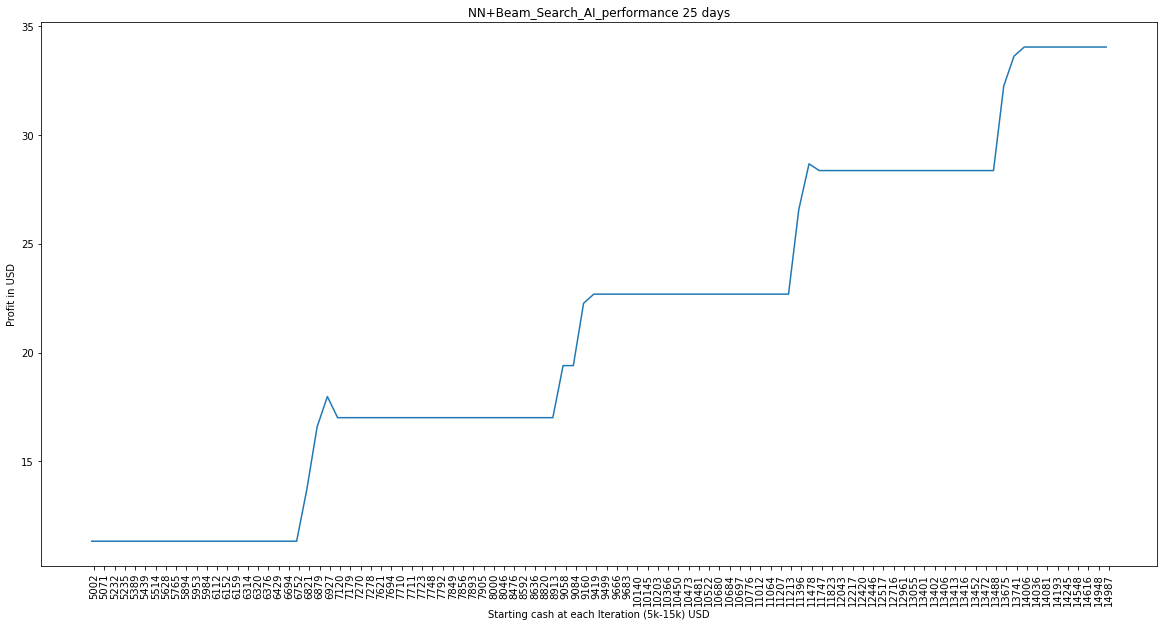 NN+Beam_Search_AI_performance 25 days
35
30
25
20
15
Profit in USD
5002 5071 5232 5235 5389 5439 5514 5628 5765 5894 5953 5984 6112 6152 6159 6314 6320 6376 6429 6694 6752 6821 6879 6927 7120 7179 7270 7278 7621 7694 7710 7711 7723 7748 7792 7849 7856 7893 7905 8000 8046 8476 8592 8636 8820 8913 9058 9084 9160 9419 9499 9666 9683 10140 10145 10203 10366 10450 10473 10481 10522 10680 10684 10697 10776 11012 11064 11207 11213 11396 11478 11747 11823 12043 12217 12420 12446 12517 12716 12961 13055 13401 13402 13406 13413 13416 13452 13472 13488 13675 13741 14006 14036 14081 14193 14245 14548 14616 14948 14987
Starting cash at each Iteration (5k-15k) USD